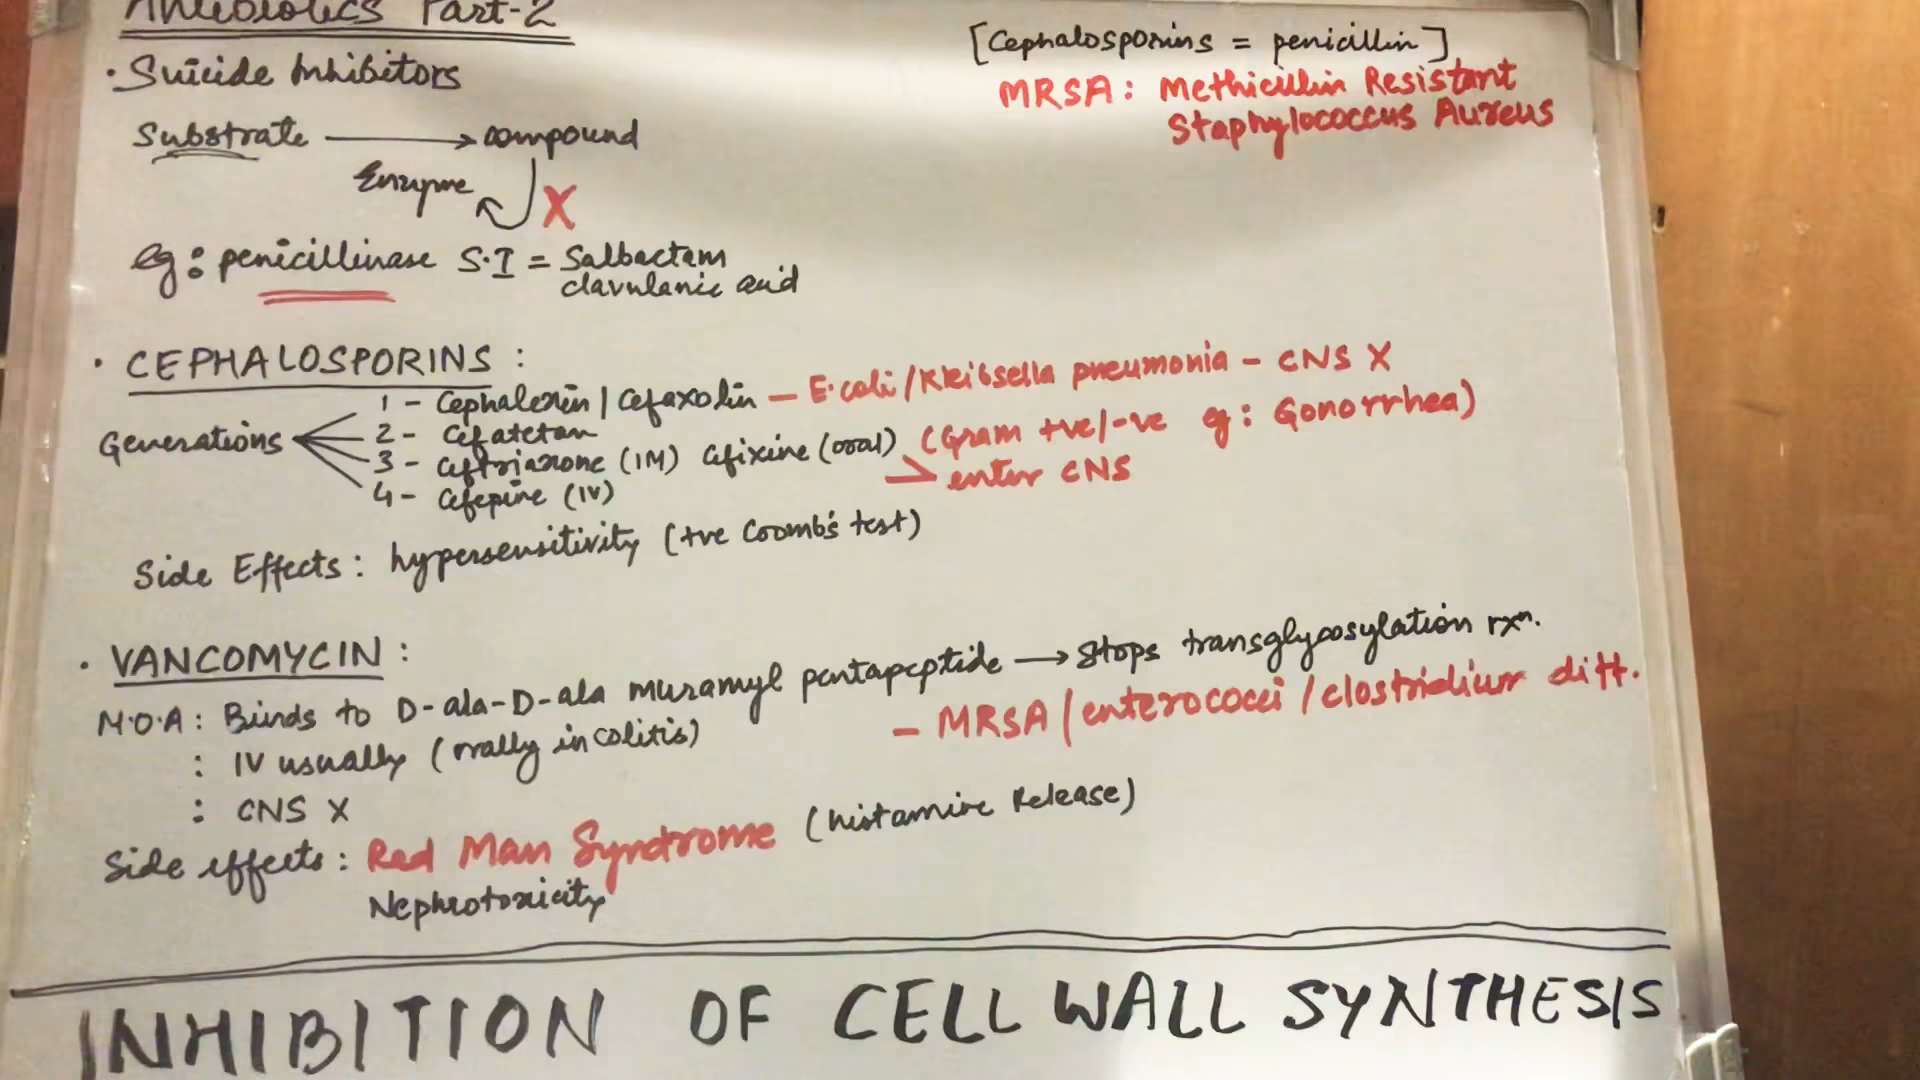 Antibiotics Part-2
[Cephalosporins = penicillin]
MRSA: Methicillin Resistant
Staphylococcus Aureus
· Suicide Inhibitors
Substrate → compound
Enzyme X
eg: penicillinase S.I = Salbactam
clavulanic acid
· CEPHALOSPORINS :
Generations
1 - Cephalexin / Cefaxolin — E.coli/Kleibsella pneumonia - CNS X
2 - Cefatetan
3 - Ceftriaxone (IM) Cefixine (oral) (Gram +ve/-ve eg: Gonorrhea)
→ enter CNS
4 - Cefepine (IV)
Side Effects: hypersensitivity (+ve Coomb's test)
· VANCOMYCIN :
M.O.A: Binds to D-ala-D-ala muramyl pentapeptide → Stops transglycosylation rxn.
: IV usually (orally in colitis) - MRSA/enterococci/clostridium diff.
: CNS X
Side effects: Red Man Syndrome (histamine Release)
Nephrotoxicity
INHIBITION OF CELL WALL SYNTHESIS